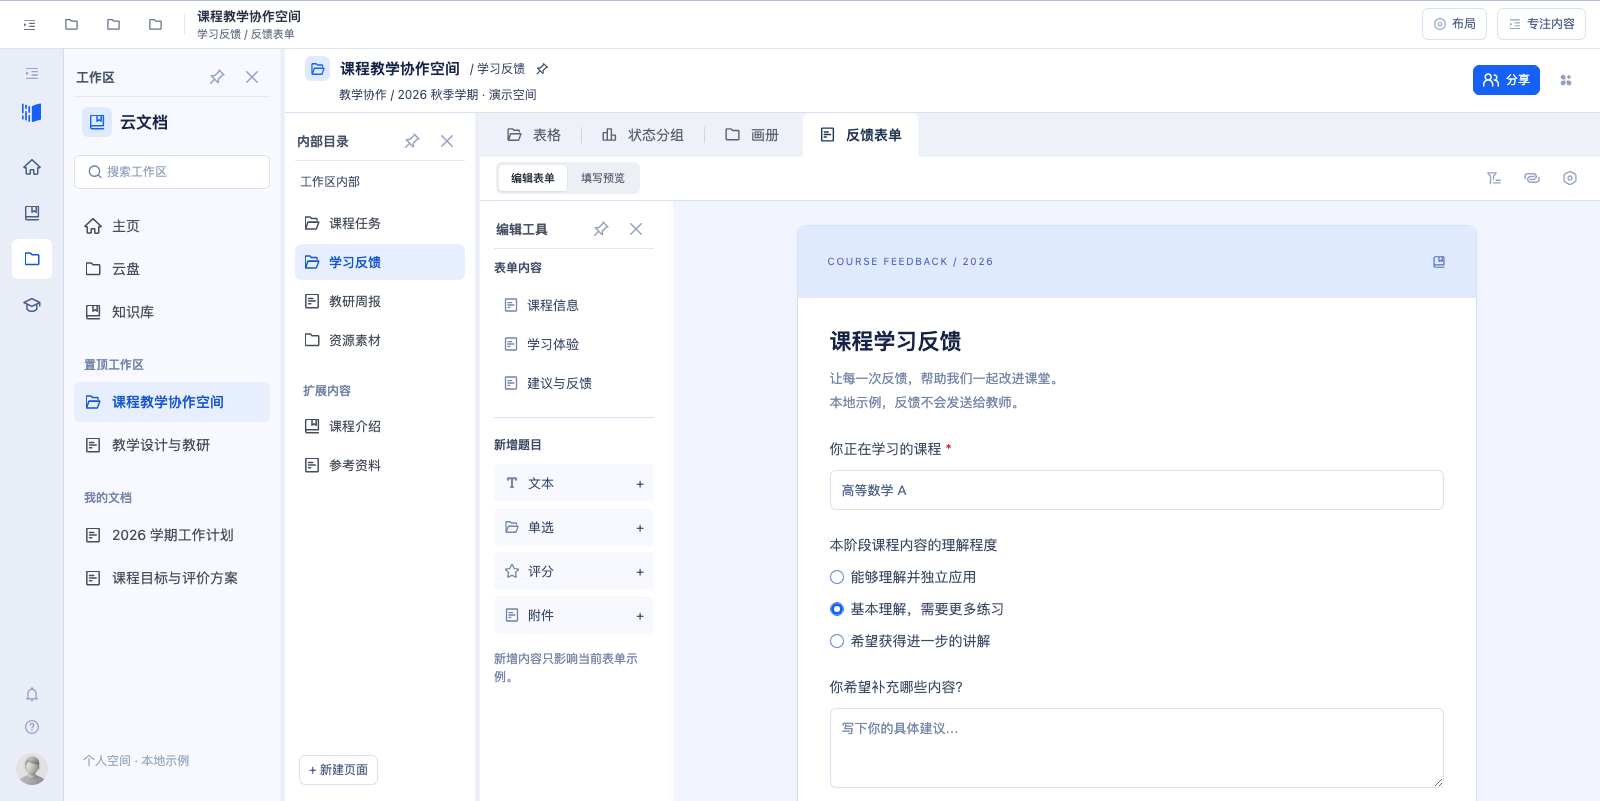 课程教学协作空间
学习反馈 / 反馈表单
布局
专注内容
工作区
云文档
搜索工作区
主页
云盘
知识库
置顶工作区
课程教学协作空间
教学设计与教研
我的文档
2026 学期工作计划
课程目标与评价方案
个人空间 · 本地示例
课程教学协作空间 / 学习反馈
教学协作 / 2026 秋季学期 · 演示空间
分享
内部目录
工作区内部
课程任务
学习反馈
教研周报
资源素材
扩展内容
课程介绍
参考资料
+ 新建页面
表格
状态分组
画册
反馈表单
编辑表单
填写预览
编辑工具
表单内容
课程信息
学习体验
建议与反馈
新增题目
文本 +
单选 +
评分 +
附件 +
新增内容只影响当前表单示
例。
COURSE FEEDBACK / 2026
课程学习反馈
让每一次反馈，帮助我们一起改进课堂。
本地示例，反馈不会发送给教师。
你正在学习的课程 *
高等数学 A
本阶段课程内容的理解程度
能够理解并独立应用
基本理解，需要更多练习
希望获得进一步的讲解
你希望补充哪些内容?
写下你的具体建议...